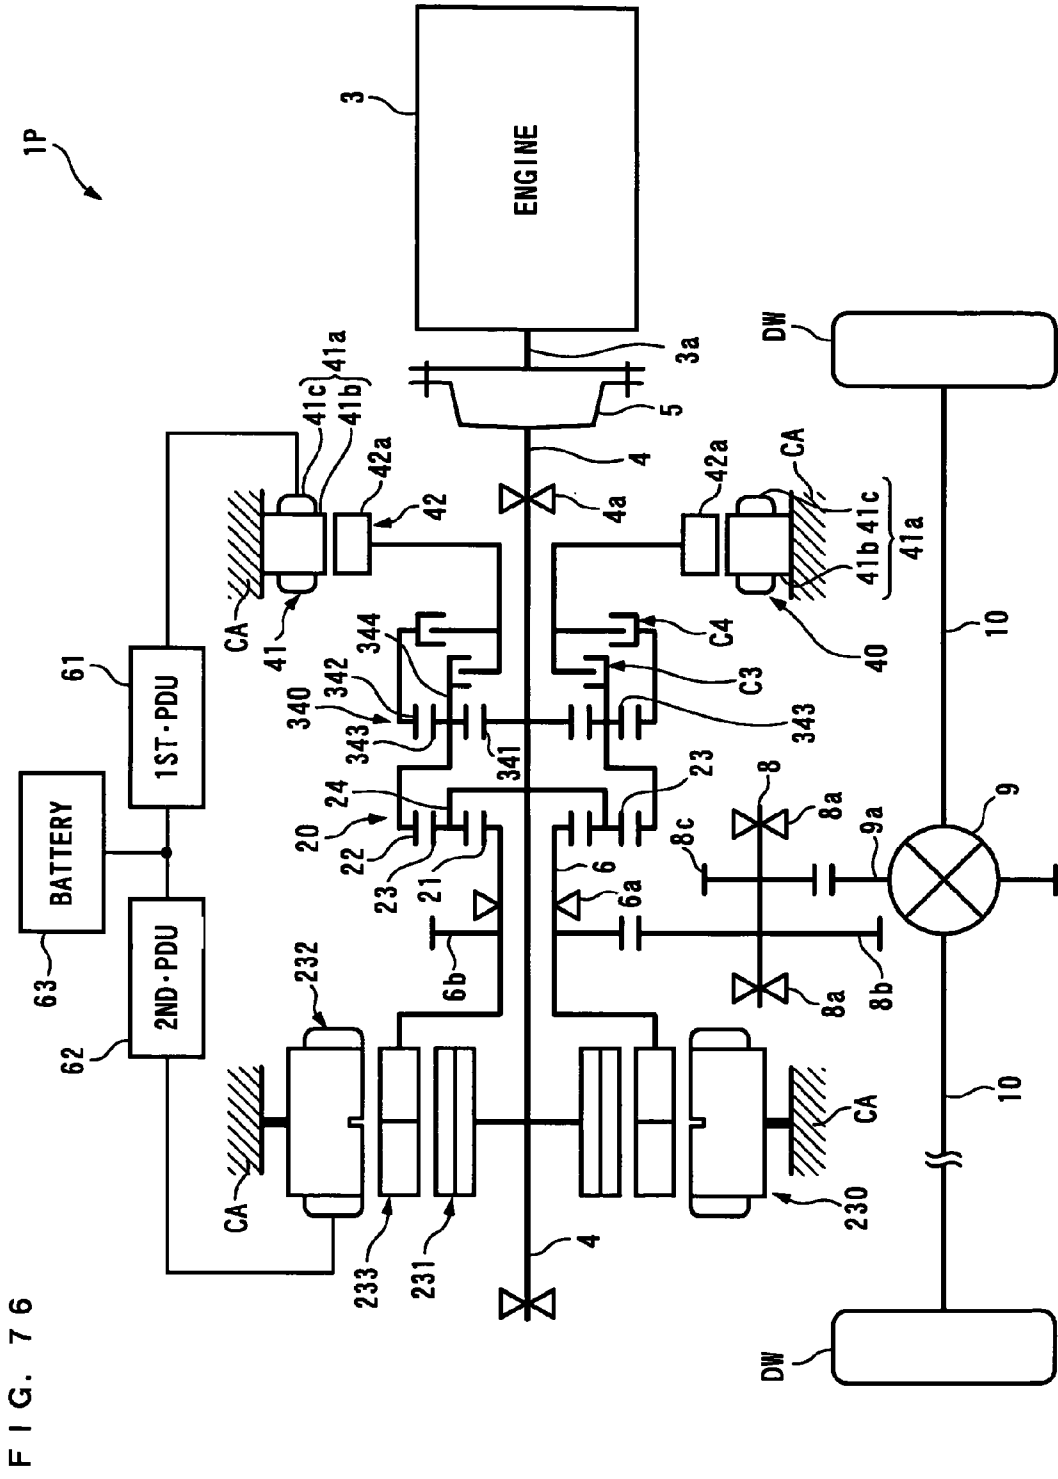 FIG. 76
1P
63
BATTERY
62
2ND·PDU
1ST·PDU
61
CA
232
233
231
4
230
CA
6b
6a
6
20
22
23
21
24
340
343
342
344
341
41
CA
41c
41b
41a
42a
42
4a
4
5
3a
3
ENGINE
23
343
C3
C4
40
42a
41b
41c
41a
CA
8c
8
8a
8a
8b
9a
9
10
10
DW
DW